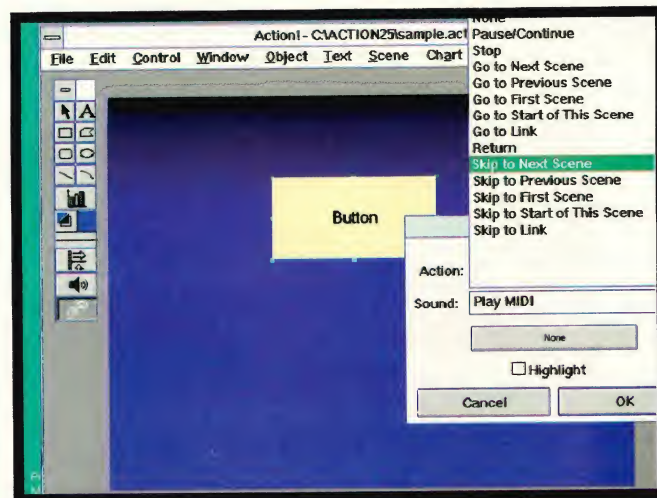 Action! - C:\ACTION25\sample.act
File Edit Control Window Object Text Scene Chart
A
None
Pause/Continue
Stop
Go to Next Scene
Go to Previous Scene
Go to First Scene
Go to Start of This Scene
Go to Link
Return
Skip to Next Scene
Skip to Previous Scene
Skip to First Scene
Skip to Start of This Scene
Skip to Link
Button
Action:
Sound: Play MIDI
None
Highlight
Cancel OK